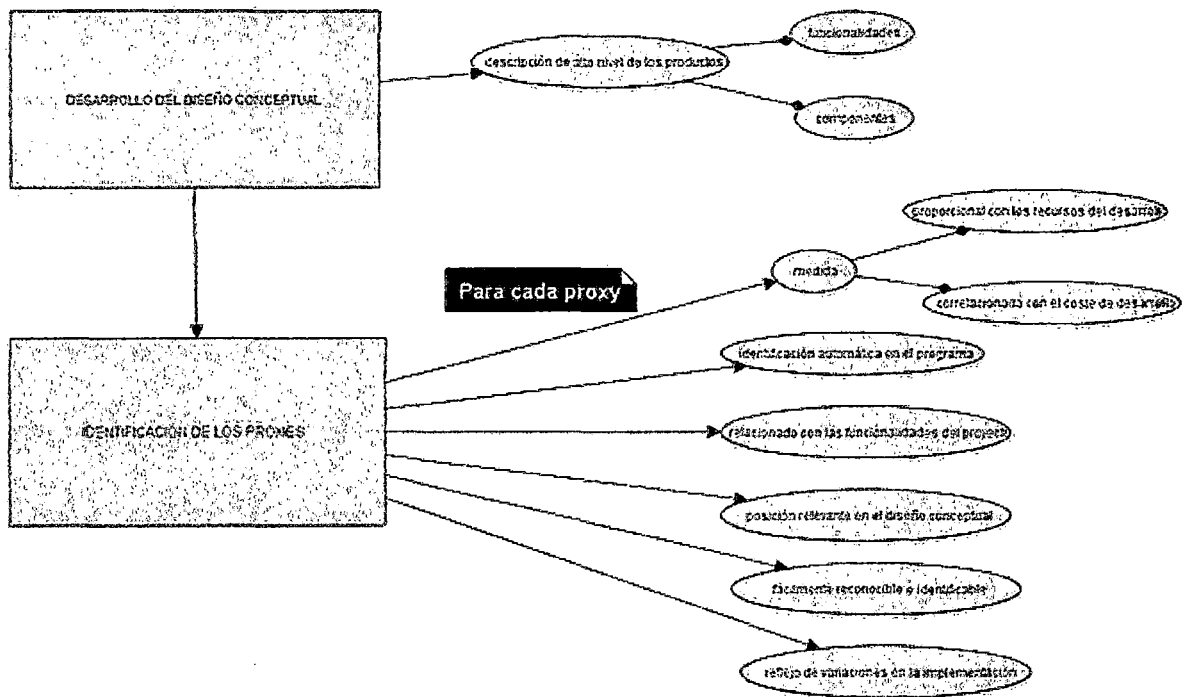 funcionalidades
descripción de alto nivel de los productos
DESARROLLO DEL DISEÑO CONCEPTUAL
componentes
proporcional con los recursos del desarrollo
medida
Para cada proxy
correlacionada con el coste de desarrollo
identificación automática en el programa
IDENTIFICACIÓN DE LOS PROXIES
relacionado con las funcionalidades del proyecto
posición relevante en el diseño conceptual
fácilmente reconocible e identificable
reflejo de variaciones en la implementación